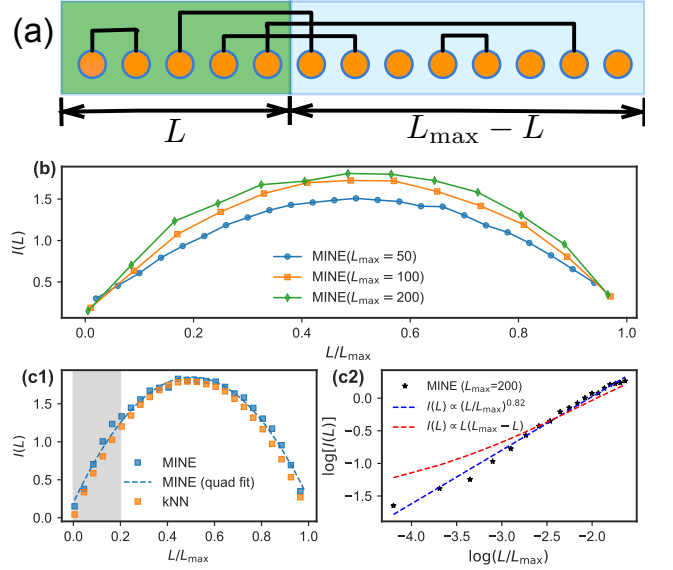 (a)
L
L_max − L
(b)
I(L)
1.5
1.0
0.5
MINE(L_max = 50)
MINE(L_max = 100)
MINE(L_max = 200)
0.0 0.2 0.4 0.6 0.8 1.0
L/L_max
(c1)
I(L)
1.5
1.0
0.5
0.0
MINE
MINE (quad fit)
kNN
0.0 0.2 0.4 0.6 0.8 1.0
L/L_max
(c2)
log[I(L)]
0.0
−0.5
−1.0
−1.5
MINE (L_max=200)
I(L) ∝ (L/L_max)^0.82
I(L) ∝ L(L_max − L)
−4.0 −3.5 −3.0 −2.5 −2.0
log(L/L_max)